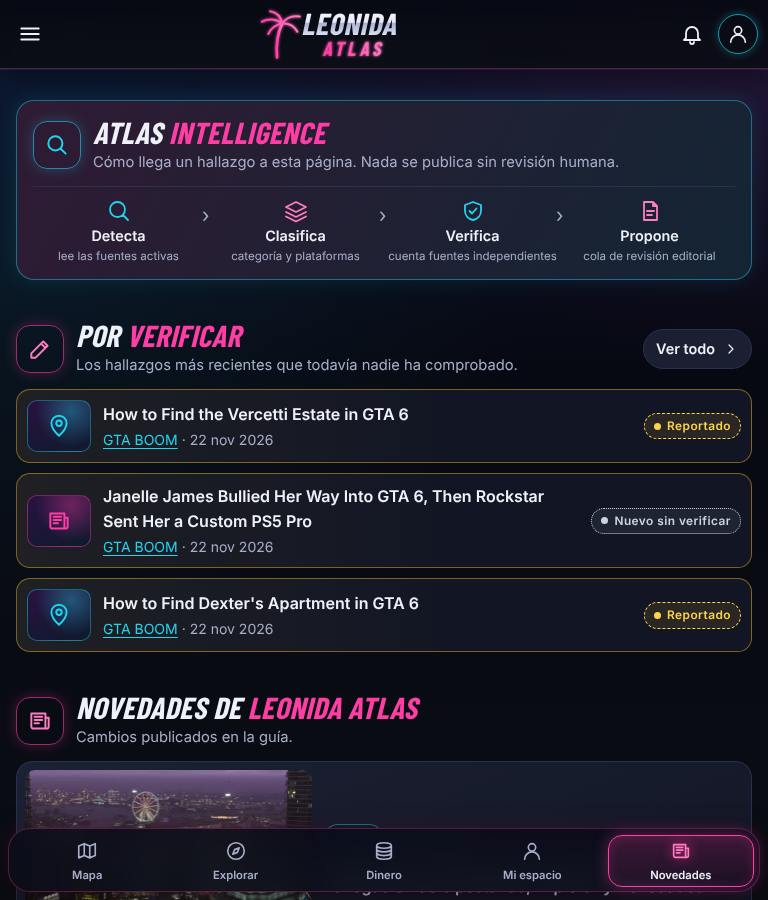 LEONIDA
ATLAS
ATLAS INTELLIGENCE
Cómo llega un hallazgo a esta página. Nada se publica sin revisión humana.
Detecta
lee las fuentes activas
Clasifica
categoría y plataformas
Verifica
cuenta fuentes independientes
Propone
cola de revisión editorial
POR VERIFICAR
Los hallazgos más recientes que todavía nadie ha comprobado.
Ver todo
How to Find the Vercetti Estate in GTA 6
GTA BOOM · 22 nov 2026
Reportado
Janelle James Bullied Her Way Into GTA 6, Then Rockstar
Sent Her a Custom PS5 Pro
GTA BOOM · 22 nov 2026
Nuevo sin verificar
How to Find Dexter's Apartment in GTA 6
GTA BOOM · 22 nov 2026
Reportado
NOVEDADES DE LEONIDA ATLAS
Cambios publicados en la guía.
Mapa
Explorar
Dinero
Mi espacio
Novedades